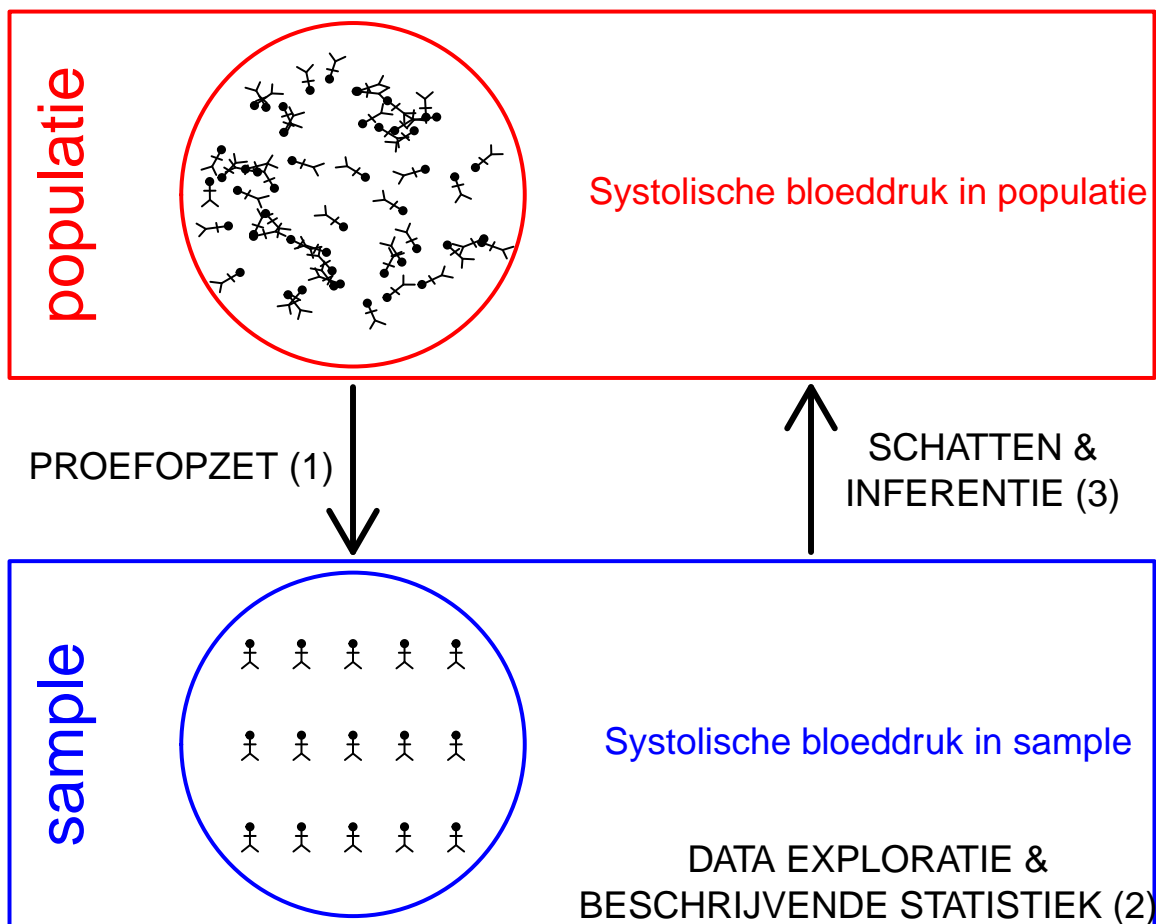 populatie
Systolische bloeddruk in populatie
PROEFOPZET (1)
SCHATTEN &
INFERENTIE (3)
sample
Systolische bloeddruk in sample
DATA EXPLORATIE &
BESCHRIJVENDE STATISTIEK (2)